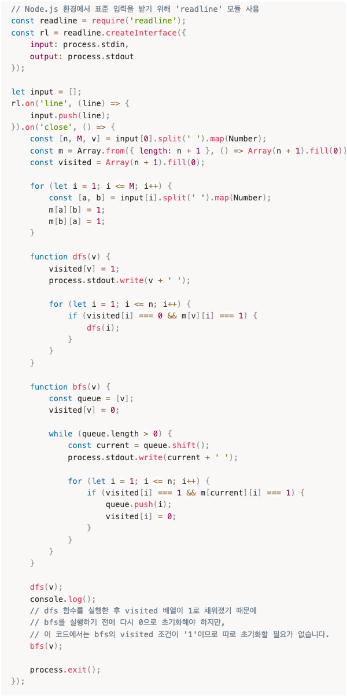 // Node.js 환경에서 표준 입력을 받기 위해 'readline' 모듈 사용
const readline = require('readline');
const rl = readline.createInterface({
    input: process.stdin,
    output: process.stdout
});

let input = [];
rl.on('line', (line) => {
    input.push(line);
}).on('close', () => {
    const [n, M, v] = input[0].split(' ').map(Number);
    const m = Array.from({ length: n + 1 }, () => Array(n + 1).fill(0))
    const visited = Array(n + 1).fill(0);

    for (let i = 1; i <= M; i++) {
        const [a, b] = input[i].split(' ').map(Number);
        m[a][b] = 1;
        m[b][a] = 1;
    }

    function dfs(v) {
        visited[v] = 1;
        process.stdout.write(v + ' ');

        for (let i = 1; i <= n; i++) {
            if (visited[i] === 0 && m[v][i] === 1) {
                dfs(i);
            }
        }
    }

    function bfs(v) {
        const queue = [v];
        visited[v] = 0;

        while (queue.length > 0) {
            const current = queue.shift();
            process.stdout.write(current + ' ');

            for (let i = 1; i <= n; i++) {
                if (visited[i] === 1 && m[current][i] === 1) {
                    queue.push(i);
                    visited[i] = 0;
                }
            }
        }
    }

    dfs(v);
    console.log();
    // dfs 함수를 실행한 후 visited 배열이 1로 채워졌기 때문에
    // bfs를 실행하기 전에 다시 0으로 초기화해야 하지만,
    // 이 코드에서는 bfs의 visited 조건이 '1'이므로 따로 초기화할 필요가 없습니다.
    bfs(v);

    process.exit();
});